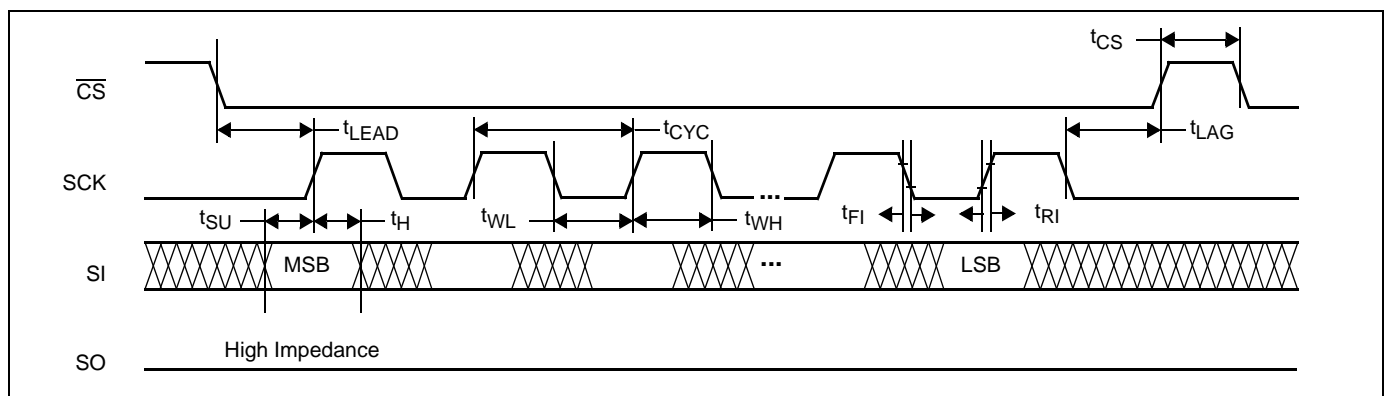 tCS
CS
tLEAD
tCYC
tLAG
SCK
...
tSU
tH
tWL
tWH
tFI
tRI
SI
MSB
...
LSB
High Impedance
SO